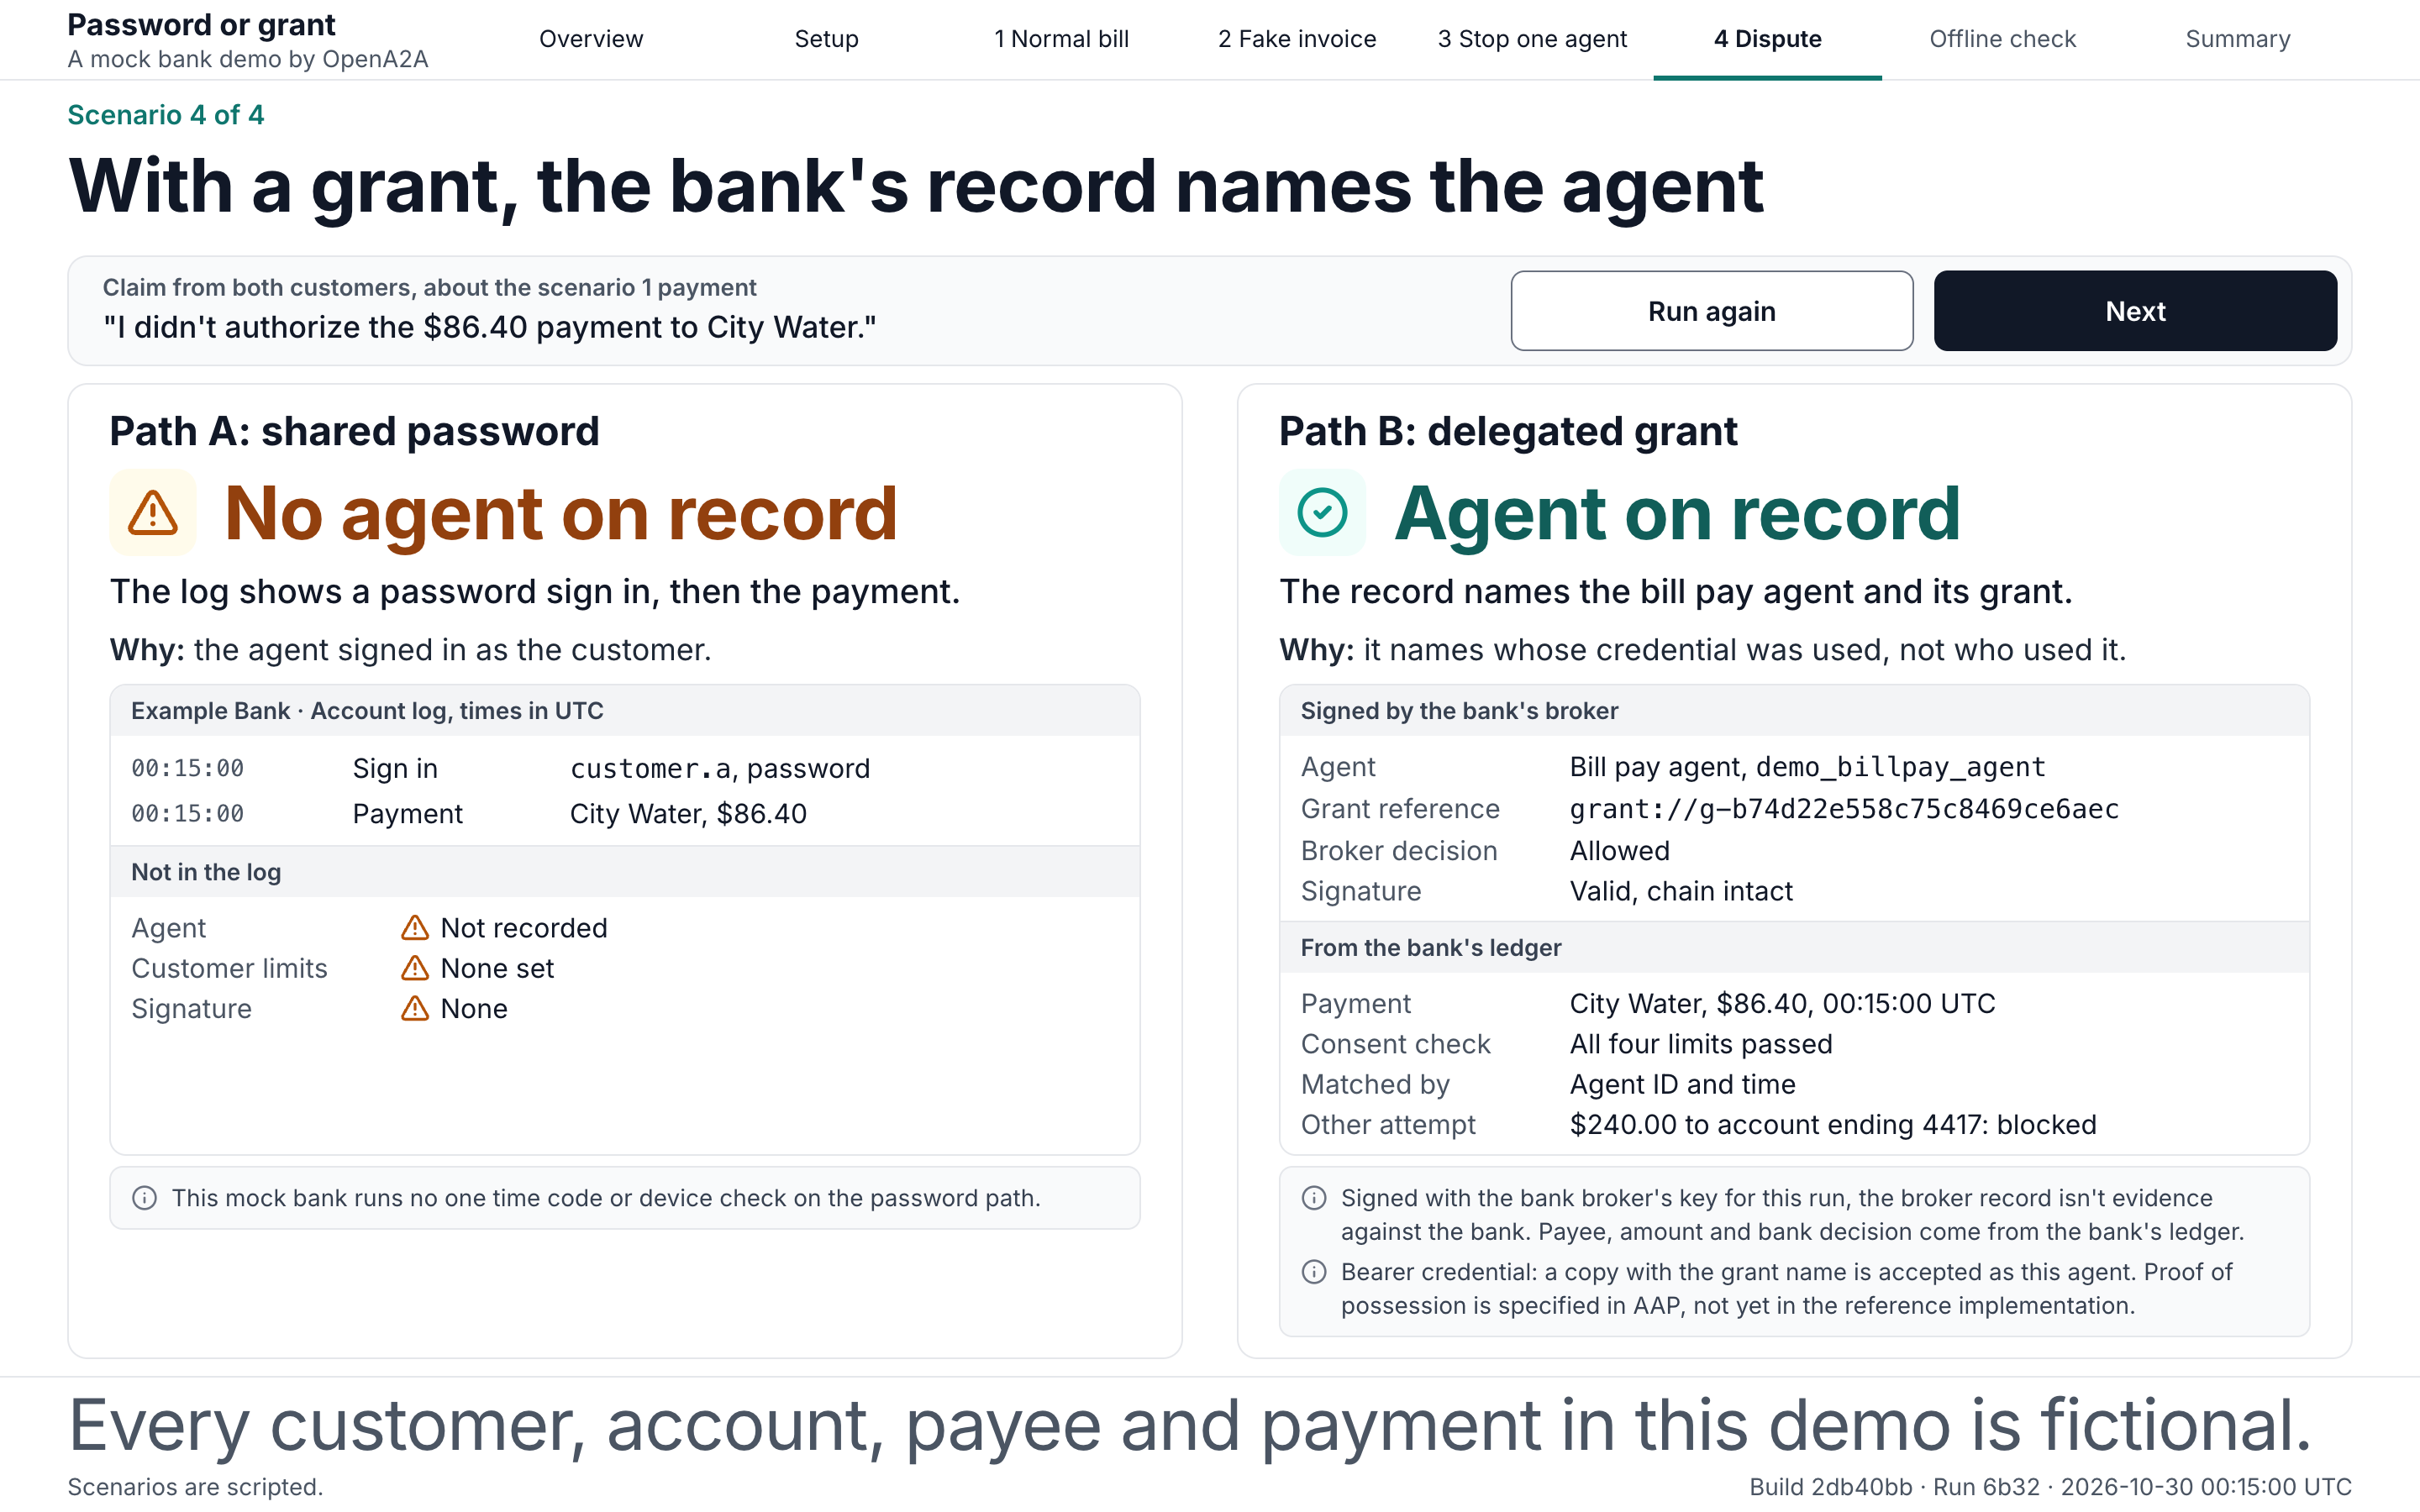 Password or grant
A mock bank demo by OpenA2A
Overview
Setup
1 Normal bill
2 Fake invoice
3 Stop one agent
4 Dispute
Offline check
Summary
Scenario 4 of 4
With a grant, the bank's record names the agent
Claim from both customers, about the scenario 1 payment
"I didn't authorize the $86.40 payment to City Water."
Run again
Next
Path A: shared password
No agent on record
The log shows a password sign in, then the payment.
Why: the agent signed in as the customer.
Example Bank · Account log, times in UTC
00:15:00 Sign in customer.a, password
00:15:00 Payment City Water, $86.40
Not in the log
Agent Not recorded
Customer limits None set
Signature None
This mock bank runs no one time code or device check on the password path.
Path B: delegated grant
Agent on record
The record names the bill pay agent and its grant.
Why: it names whose credential was used, not who used it.
Signed by the bank's broker
Agent Bill pay agent, demo_billpay_agent
Grant reference grant://g-b74d22e558c75c8469ce6aec
Broker decision Allowed
Signature Valid, chain intact
From the bank's ledger
Payment City Water, $86.40, 00:15:00 UTC
Consent check All four limits passed
Matched by Agent ID and time
Other attempt $240.00 to account ending 4417: blocked
Signed with the bank broker's key for this run, the broker record isn't evidence
against the bank. Payee, amount and bank decision come from the bank's ledger.
Bearer credential: a copy with the grant name is accepted as this agent. Proof of
possession is specified in AAP, not yet in the reference implementation.
Every customer, account, payee and payment in this demo is fictional.
Scenarios are scripted.
Build 2db40bb · Run 6b32 · 2026-10-30 00:15:00 UTC